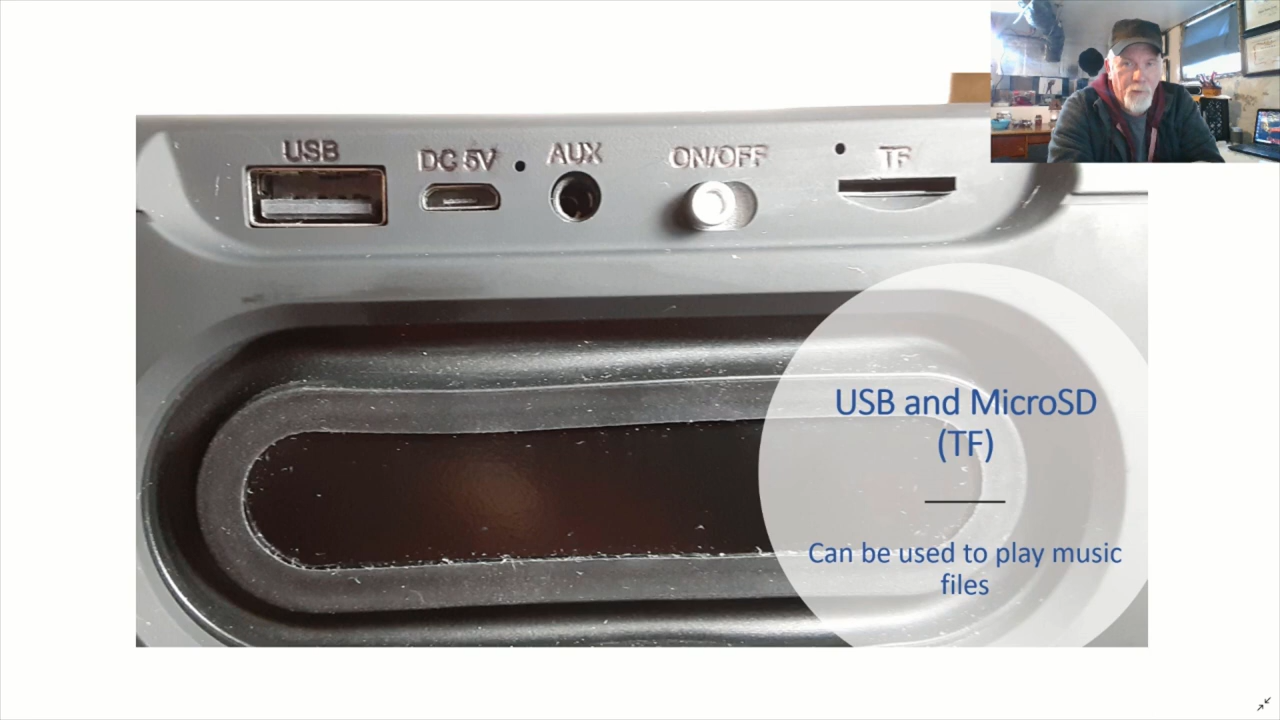 USB
DC 5V
AUX
ON/OFF
TF
USB and MicroSD
(TF)
Can be used to play music
files